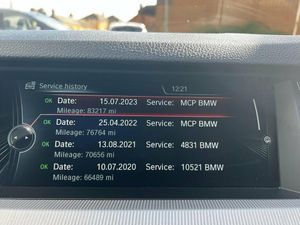 Service history
12:21
OK Date: 15.07.2023 Service: MCP BMW
Mileage: 83217 mi
OK Date: 25.04.2022 Service: MCP BMW
Mileage: 76764 mi
OK Date: 13.08.2021 Service: 4831 BMW
Mileage: 70656 mi
OK Date: 10.07.2020 Service: 10521 BMW
Mileage: 66489 mi